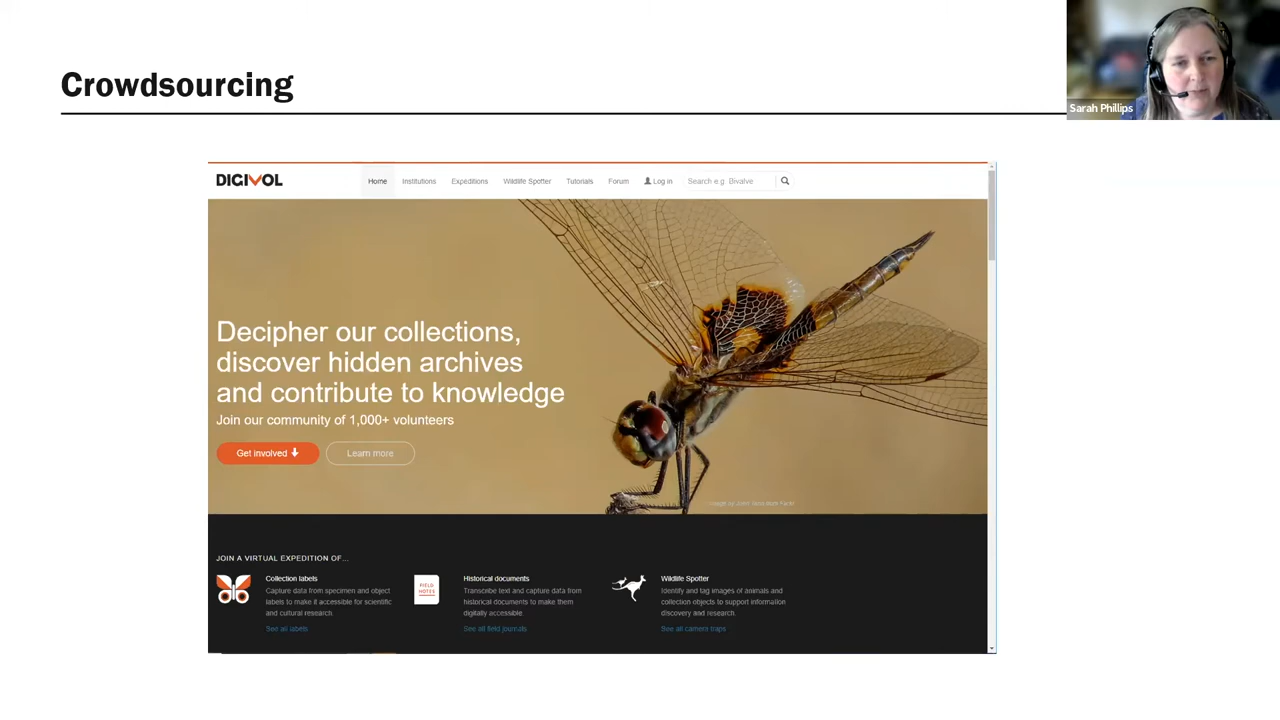 Crowdsourcing
Sarah Phillips
DIGIVOL
Home Institutions Expeditions Wildlife Spotter Tutorials Forum Log in Search e.g. Bivalve
Decipher our collections,
discover hidden archives
and contribute to knowledge
Join our community of 1,000+ volunteers
Get involved Learn more
JOIN A VIRTUAL EXPEDITION OF...
Collection labels
Capture data from specimen and object
labels to make it accessible for scientific
and cultural research.
See all labels
FIELD
NOTES
Historical documents
Transcribe text and capture data from
historical documents to make them
digitally accessible.
See all field journals
Wildlife Spotter
Identify and tag images of animals and
collection objects to support information
discovery and research.
See all camera traps